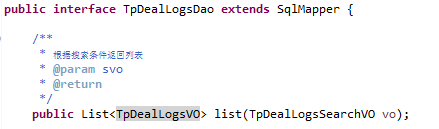 public interface TpDealLogsDao extends SqlMapper {
/**
* 根据搜索条件返回列表
* @param svo
* @return
*/
public List<TpDealLogsVO> list(TpDealLogsSearchVO vo);